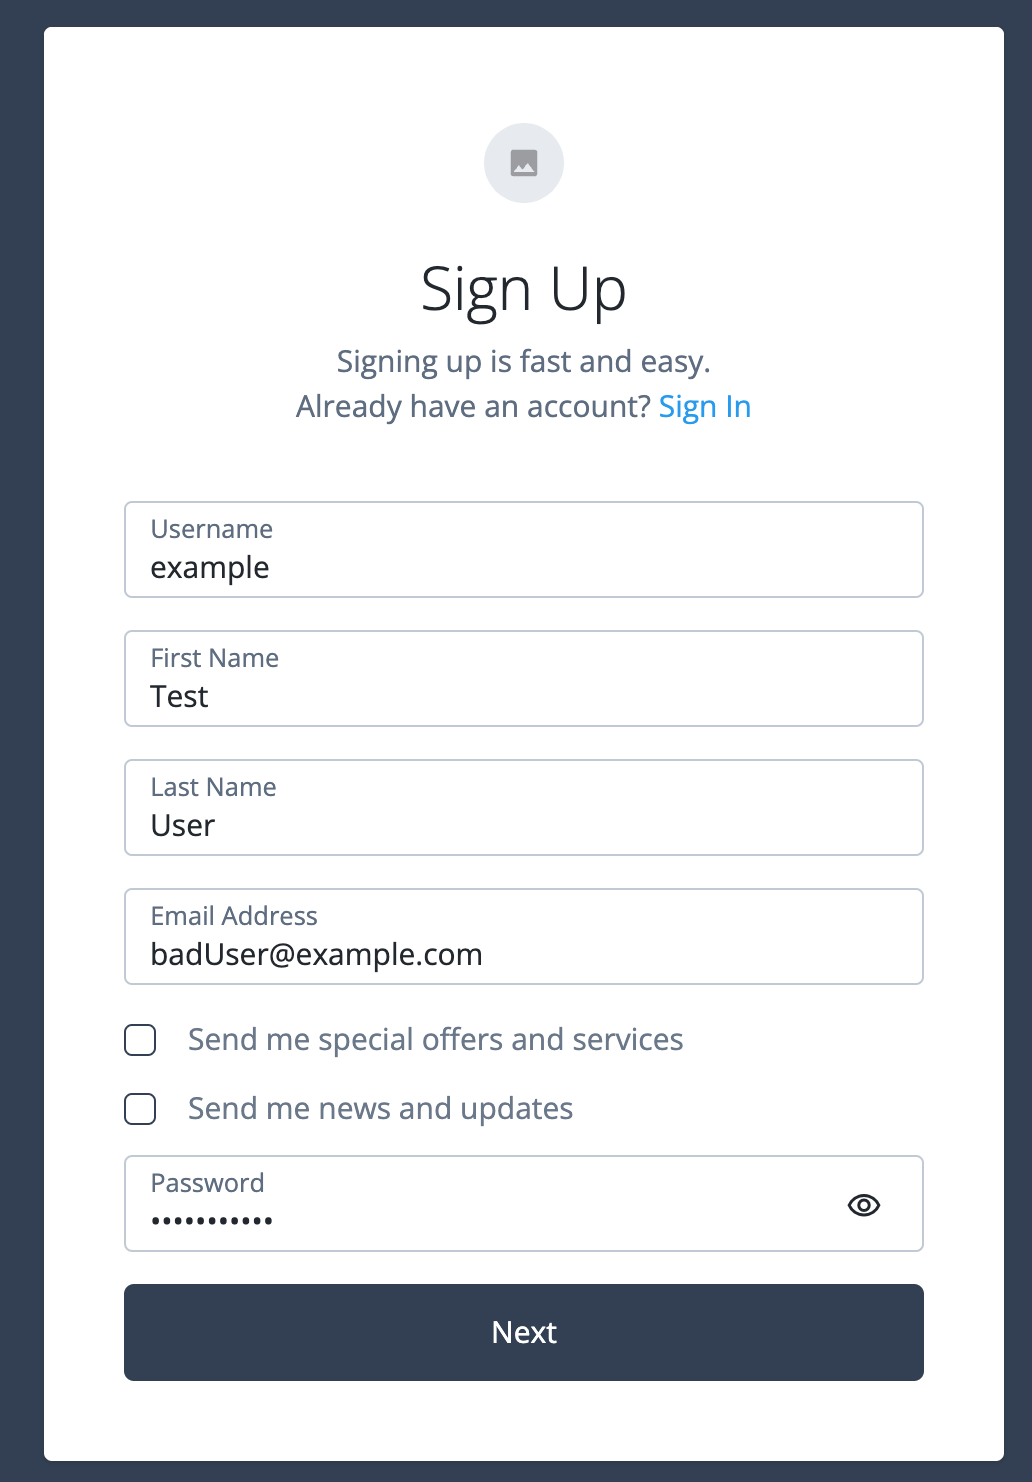 Sign Up
Signing up is fast and easy.
Already have an account? Sign In
Username
example
First Name
Test
Last Name
User
Email Address
badUser@example.com
Send me special offers and services
Send me news and updates
Password
•••••••••••
Next